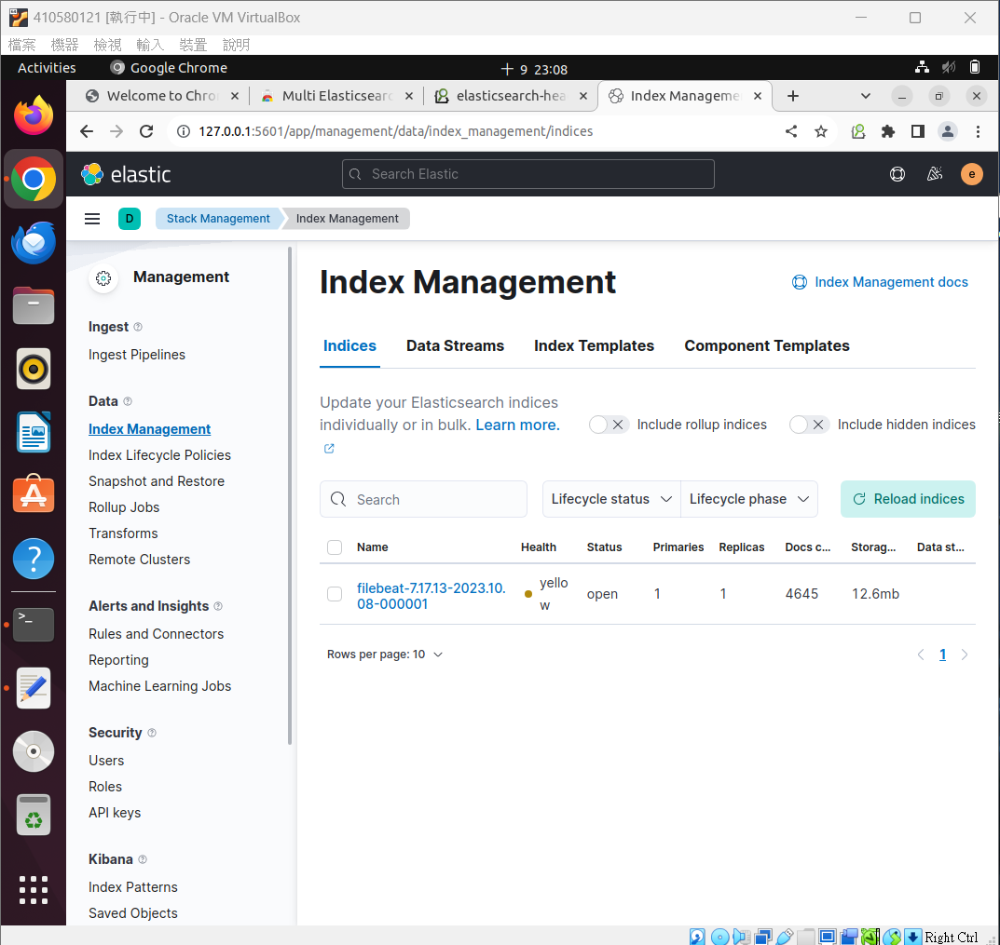 410580121 [執行中] - Oracle VM VirtualBox
檔案 機器 檢視 輸入 裝置 說明
Activities Google Chrome 十 9 23:08
Welcome to Chro Multi Elasticsearc elasticsearch-hea Index Manageme
127.0.0.1:5601/app/management/data/index_management/indices
elastic Search Elastic e
D Stack Management Index Management
Management
Ingest
Ingest Pipelines
Data
Index Management
Index Lifecycle Policies
Snapshot and Restore
Rollup Jobs
Transforms
Remote Clusters
Alerts and Insights
Rules and Connectors
Reporting
Machine Learning Jobs
Security
Users
Roles
API keys
Kibana
Index Patterns
Saved Objects
Index Management
Index Management docs
Indices Data Streams Index Templates Component Templates
Update your Elasticsearch indices
individually or in bulk. Learn more.
Include rollup indices Include hidden indices
Search Lifecycle status Lifecycle phase Reload indices
Name Health Status Primaries Replicas Docs c... Storag... Data st...
filebeat-7.17.13-2023.10.
08-000001
yello
w
open 1 1 4645 12.6mb
Rows per page: 10 1
Right Ctrl